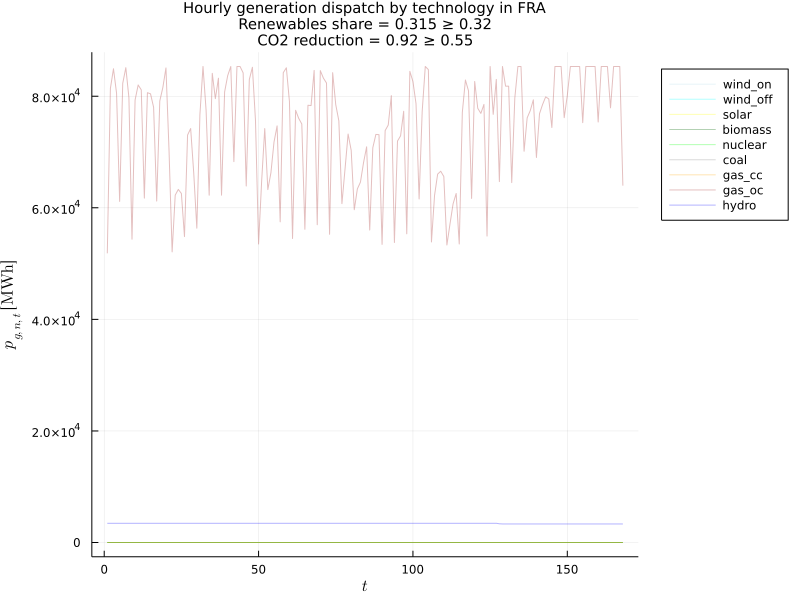 Hourly generation dispatch by technology in FRA
Renewables share = 0.315 ≥ 0.32
CO2 reduction = 0.92 ≥ 0.55
8.0×10⁴
6.0×10⁴
4.0×10⁴
2.0×10⁴
0
p_{g,n,t} [MWh]
0 50 100 150
t
wind_on
wind_off
solar
biomass
nuclear
coal
gas_cc
gas_oc
hydro